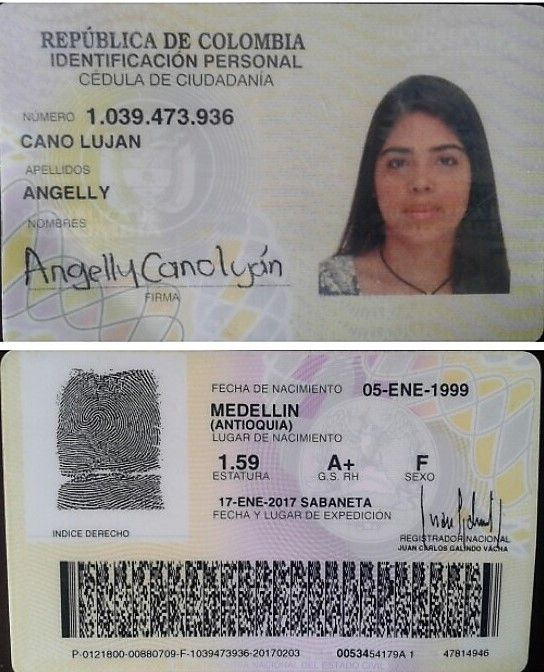 REPÚBLICA DE COLOMBIA
IDENTIFICACIÓN PERSONAL
CÉDULA DE CIUDADANÍA
NÚMERO 1.039.473.936
CANO LUJAN
APELLIDOS
ANGELLY
NOMBRES
Angelly Cano luján
FIRMA
FECHA DE NACIMIENTO 05-ENE-1999
MEDELLIN
(ANTIOQUIA)
LUGAR DE NACIMIENTO
1.59 A+ F
ESTATURA G.S. RH SEXO
17-ENE-2017 SABANETA
FECHA Y LUGAR DE EXPEDICIÓN
INDICE DERECHO
REGISTRADOR NACIONAL
JUAN CARLOS GALINDO VACHA
P-0121800-00880709-F-1039473936-20170203 0053454179A 1 47814946